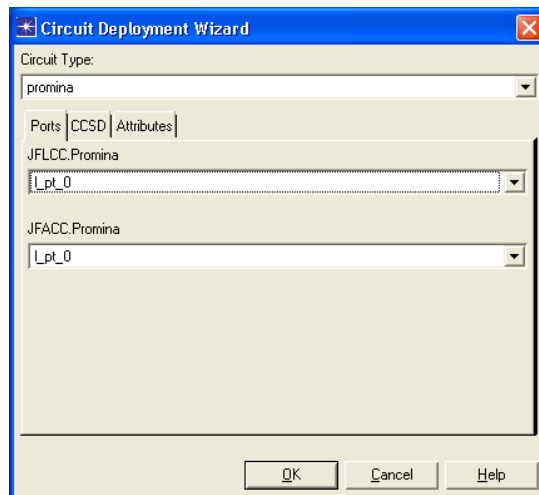 Circuit Deployment Wizard
Circuit Type:
promina
Ports CCSD Attributes
JFLCC.Promina
l_pt_0
JFACC.Promina
l_pt_0
OK Cancel Help